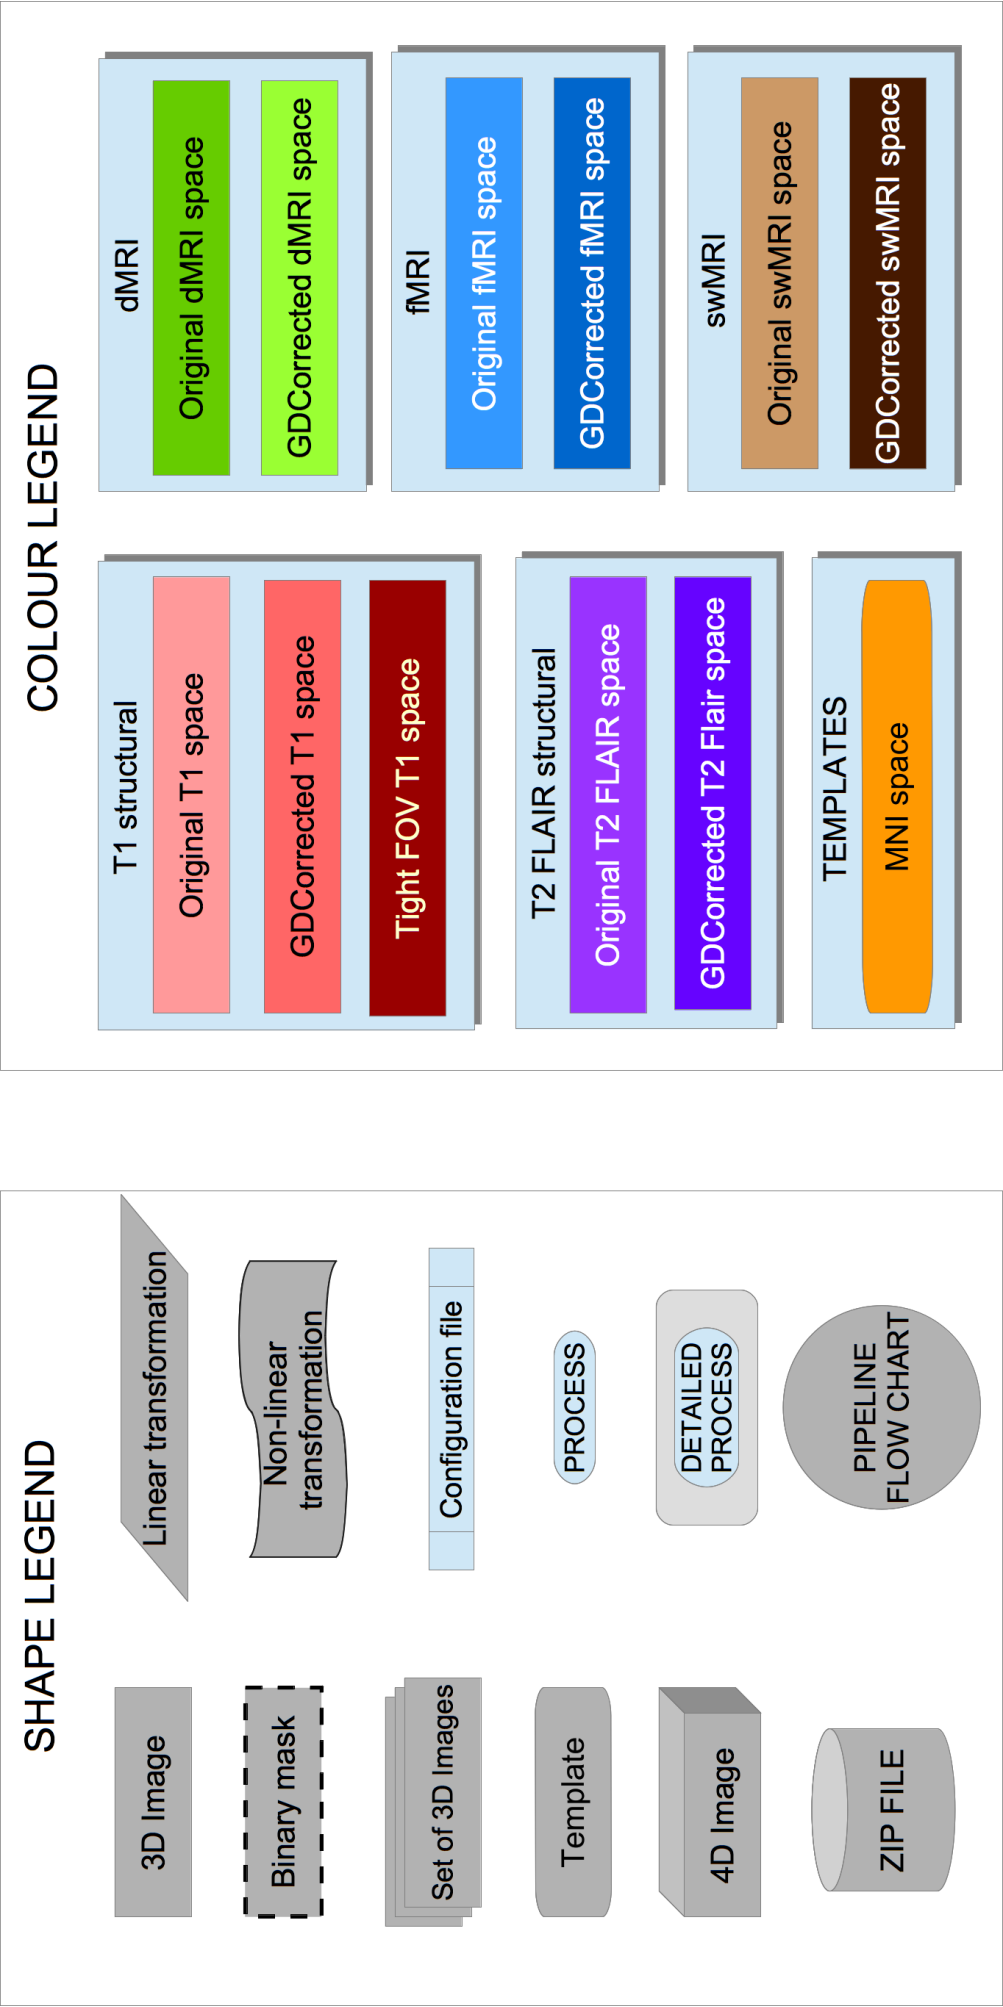 SHAPE LEGEND
3D Image
Linear transformation
Binary mask
Non-linear
transformation
Set of 3D Images
Configuration file
Template
PROCESS
4D Image
DETAILED
PROCESS
ZIP FILE
PIPELINE
FLOW CHART
COLOUR LEGEND
T1 structural
Original T1 space
GDCorrected T1 space
Tight FOV T1 space
dMRI
Original dMRI space
GDCorrected dMRI space
T2 FLAIR structural
Original T2 FLAIR space
GDCorrected T2 Flair space
fMRI
Original fMRI space
GDCorrected fMRI space
TEMPLATES
MNI space
swMRI
Original swMRI space
GDCorrected swMRI space